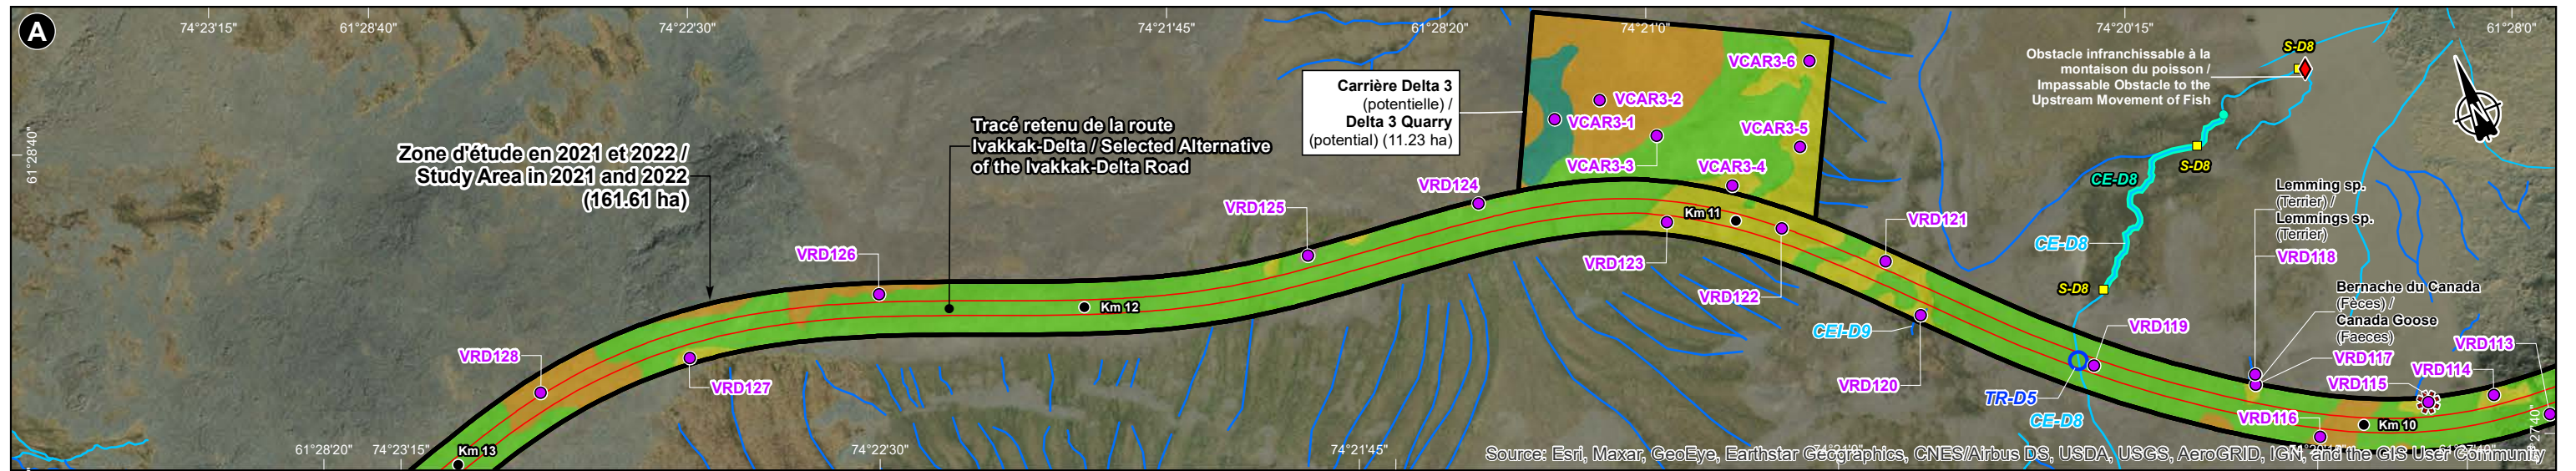 A
74°23'15"
61°28'40"
74°22'30"
74°21'45"
61°28'20"
74°21'0"
74°20'15"
61°28'0"
61°28'40"
Zone d'étude en 2021 et 2022 /
Study Area in 2021 and 2022
(161.61 ha)
Tracé retenu de la route
Ivakkak-Delta / Selected Alternative
of the Ivakkak-Delta Road
Carrière Delta 3
(potentielle) /
Delta 3 Quarry
(potential) (11.23 ha)
VCAR3-6
VCAR3-2
VCAR3-1
VCAR3-5
VCAR3-3
VCAR3-4
Obstacle infranchissable à la
montaison du poisson /
Impassable Obstacle to the
Upstream Movement of Fish
S-D8
S-D8
CE-D8
CE-D8
S-D8
Lemming sp.
(Terrier) /
Lemmings sp.
(Terrier)
VRD118
Bernache du Canada
(Fèces) /
Canada Goose
(Faeces)
VRD117
VRD113
VRD114
VRD115
VRD116
Km 10
VRD119
TR-D5
CE-D8
VRD120
CEI-D9
VRD121
VRD122
Km 11
VRD123
VRD124
VRD125
Km 12
VRD126
VRD127
VRD128
Km 13
61°28'20"
74°23'15"
74°22'30"
74°21'45"
74°21'0"
61°27'40"
Source: Esri, Maxar, GeoEye, Earthstar Geographics, CNES/Airbus DS, USDA, USGS, AeroGRID, IGN, and the GIS User Community